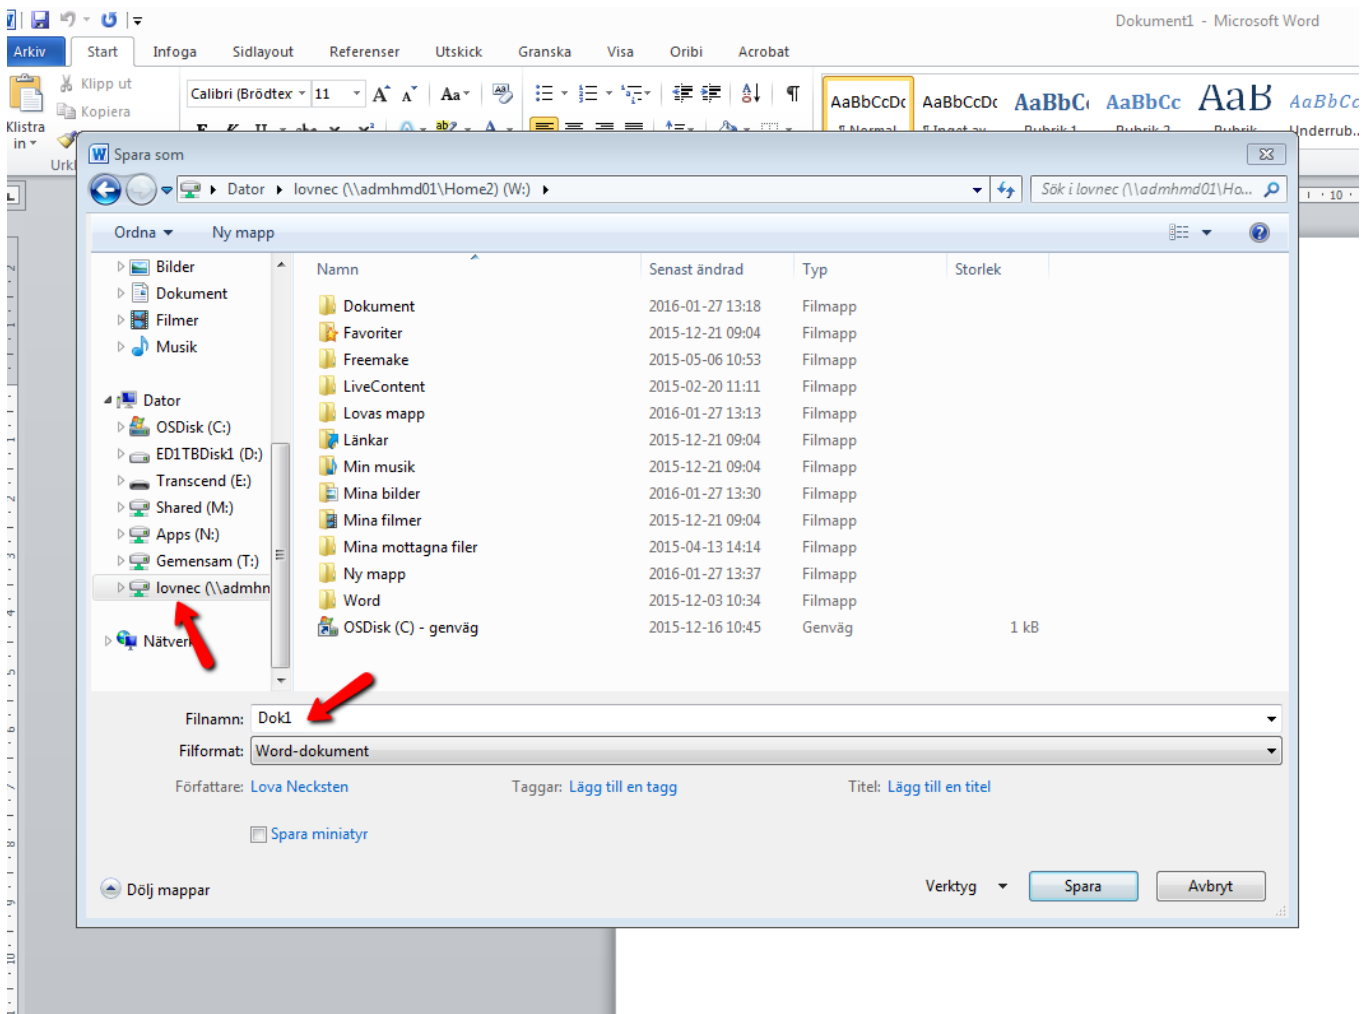 Dokument1 - Microsoft Word
Arkiv Start Infoga Sidlayout Referenser Utskick Granska Visa Oribi Acrobat
Klipp ut
Kopiera
Klistra
in
Calibri (Brödtex 11 Aa
AaBbCcDc AaBbCcDc AaBbC AaBbCc AaB AaBbCc
Underrub...
Spara som
Dator lovnec (\\admhmd01\Home2) (W:) Sök i lovnec (\\admhmd01\Ho...
10
Ordna Ny mapp
Namn Senast ändrad Typ Storlek
Bilder
Dokument
Filmer
Musik
Dator
OSDisk (C:)
ED1TBDisk1 (D:)
Transcend (E:)
Shared (M:)
Apps (N:)
Gemensam (T:)
lovnec (\\admhn
Nätverk
Dokument 2016-01-27 13:18 Filmapp
Favoriter 2015-12-21 09:04 Filmapp
Freemake 2015-05-06 10:53 Filmapp
LiveContent 2015-02-20 11:11 Filmapp
Lovas mapp 2016-01-27 13:13 Filmapp
Länkar 2015-12-21 09:04 Filmapp
Min musik 2015-12-21 09:04 Filmapp
Mina bilder 2016-01-27 13:30 Filmapp
Mina filmer 2015-12-21 09:04 Filmapp
Mina mottagna filer 2015-04-13 14:14 Filmapp
Ny mapp 2016-01-27 13:37 Filmapp
Word 2015-12-03 10:34 Filmapp
OSDisk (C) - genväg 2015-12-16 10:45 Genväg 1 kB
Filnamn: Dok1
Filformat: Word-dokument
Författare: Lova Necksten Taggar: Lägg till en tagg Titel: Lägg till en titel
Spara miniatyr
Dölj mappar Verktyg Spara Avbryt